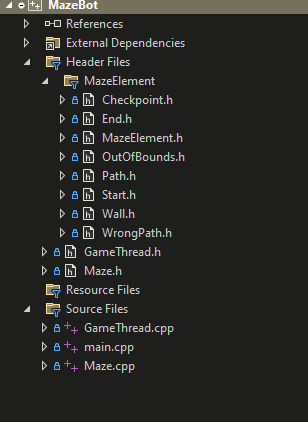 MazeBot
References
External Dependencies
Header Files
MazeElement
Checkpoint.h
End.h
MazeElement.h
OutOfBounds.h
Path.h
Start.h
Wall.h
WrongPath.h
GameThread.h
Maze.h
Resource Files
Source Files
GameThread.cpp
main.cpp
Maze.cpp